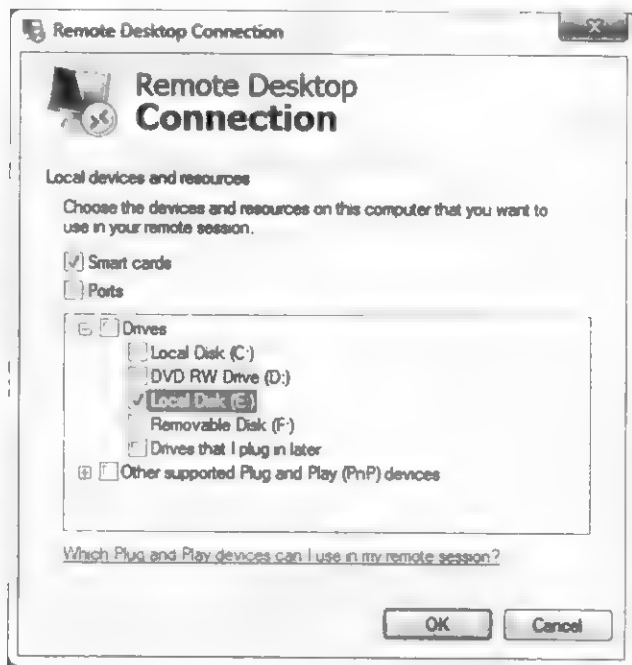 Remote Desktop Connection
Remote Desktop
Connection
Local devices and resources
Choose the devices and resources on this computer that you want to
use in your remote session.
Smart cards
Ports
Drives
Local Disk (C:)
DVD RW Drive (D:)
Local Disk (E:)
Removable Disk (F:)
Drives that I plug in later
Other supported Plug and Play (PnP) devices
Which Plug and Play devices can I use in my remote session?
OK
Cancel